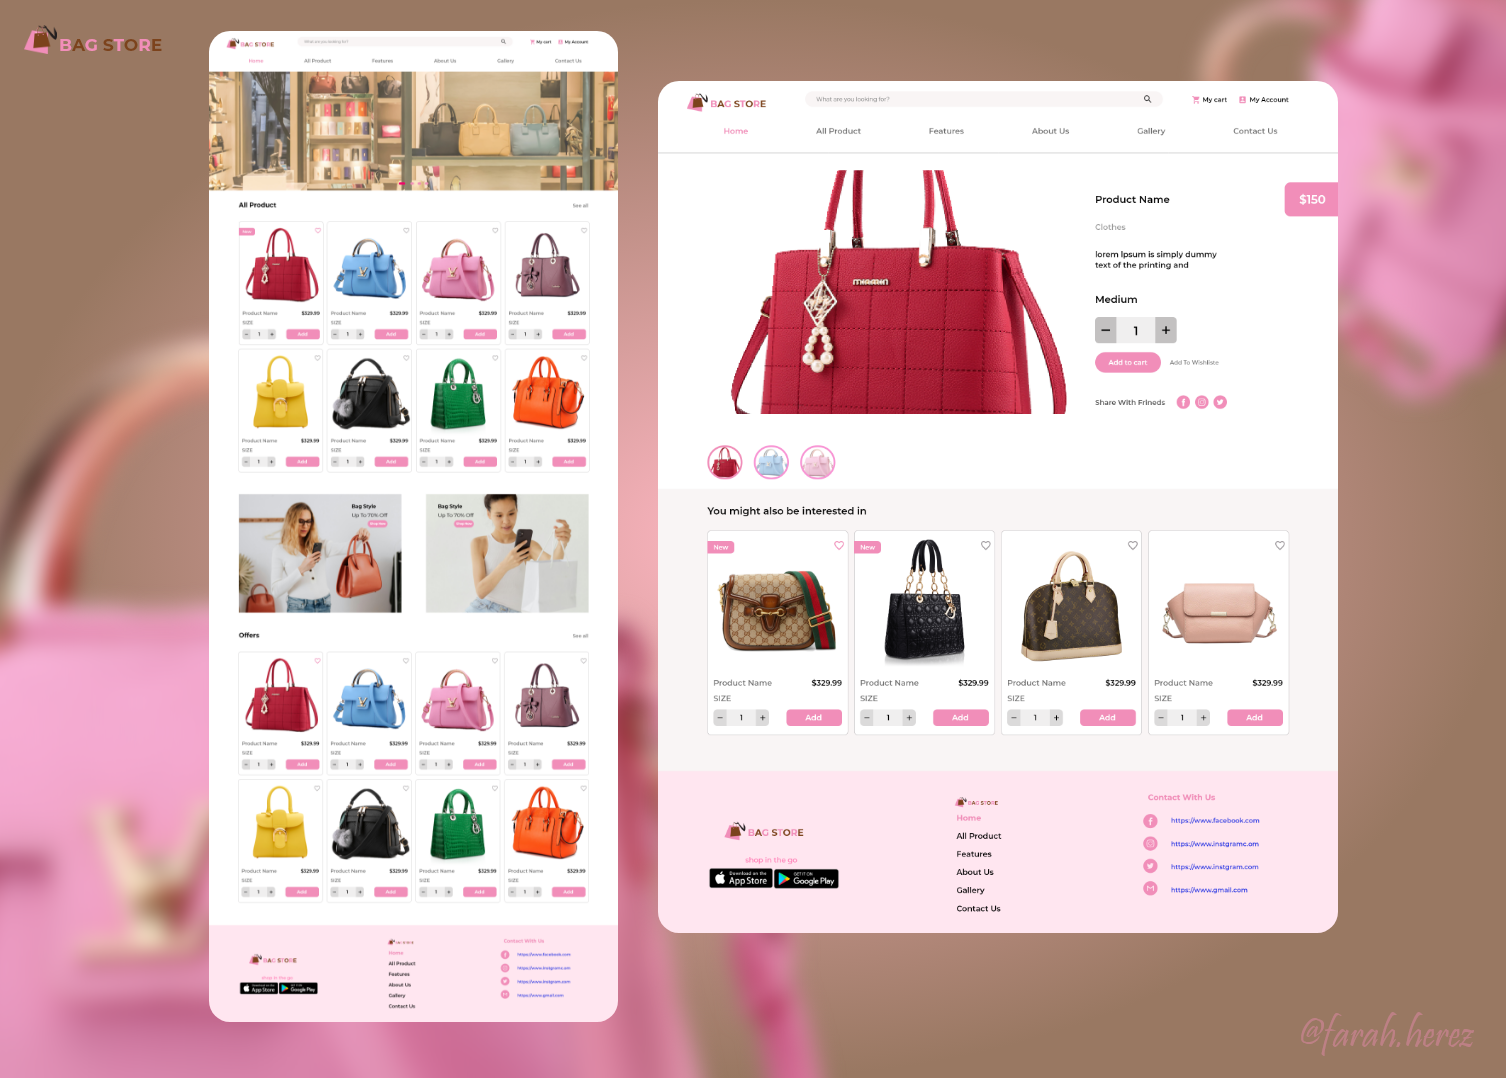 BAG STORE
BAG STORE
What are you looking for?
My cart
My Account
Home
All Product
Features
About Us
Gallery
Contact Us
All Product
See all
New
Product Name $329.99
SIZE
− 1 + Add
Product Name $329.99
SIZE
− 1 + Add
Product Name $329.99
SIZE
− 1 + Add
Product Name $329.99
SIZE
− 1 + Add
Product Name $329.99
SIZE
− 1 + Add
Product Name $329.99
SIZE
− 1 + Add
Product Name $329.99
SIZE
− 1 + Add
Product Name $329.99
SIZE
− 1 + Add
Bag Style
Up To 70% Off
Shop Now
Bag Style
Up To 70% Off
Shop Now
Offers
See all
Product Name $329.99
SIZE
− 1 + Add
Product Name $329.99
SIZE
− 1 + Add
Product Name $329.99
SIZE
− 1 + Add
Product Name $329.99
SIZE
− 1 + Add
Product Name $329.99
SIZE
− 1 + Add
Product Name $329.99
SIZE
− 1 + Add
Product Name $329.99
SIZE
− 1 + Add
Product Name $329.99
SIZE
− 1 + Add
BAG STORE
shop in the go
Download on the
App Store
GET IT ON
Google Play
BAG STORE
Home
All Product
Features
About Us
Gallery
Contact Us
Contact With Us
https://www.facebook.com
https://www.instgramc.om
https://www.instgram.com
https://www.gmail.com
BAG STORE
What are you looking for?
My cart
My Account
Home
All Product
Features
About Us
Gallery
Contact Us
Product Name
$150
Clothes
lorem Ipsum is simply dummy
text of the printing and
Medium
− 1 +
Add to cart
Add To Wishliste
Share With Frineds
You might also be interested in
New
Product Name $329.99
SIZE
− 1 + Add
New
Product Name $329.99
SIZE
− 1 + Add
Product Name $329.99
SIZE
− 1 + Add
Product Name $329.99
SIZE
− 1 + Add
BAG STORE
shop in the go
Download on the
App Store
GET IT ON
Google Play
BAG STORE
Home
All Product
Features
About Us
Gallery
Contact Us
Contact With Us
https://www.facebook.com
https://www.instgramc.om
https://www.instgram.com
https://www.gmail.com
@farah.herez